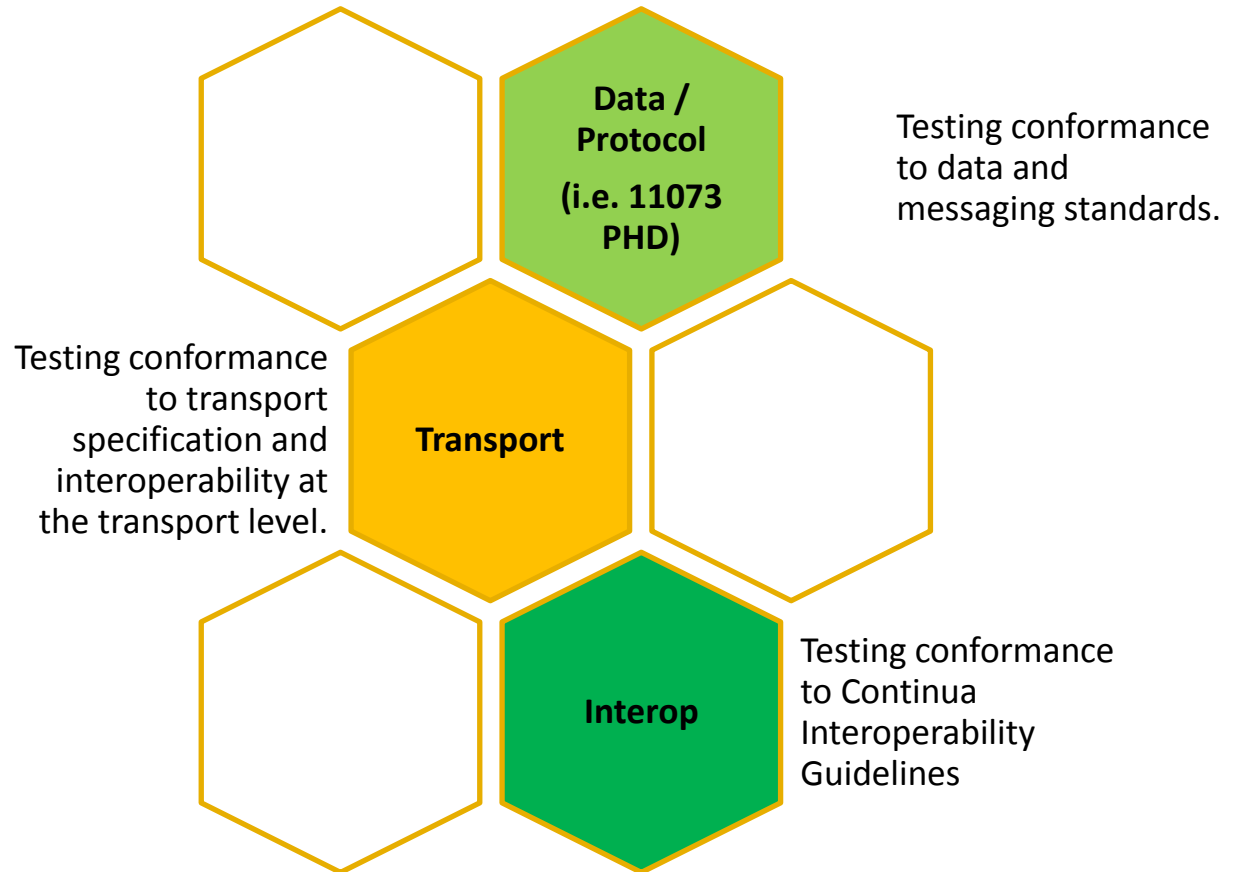 Data /
Protocol
(i.e. 11073
PHD)
Testing conformance
to data and
messaging standards.
Testing conformance
to transport
specification and
interoperability at
the transport level.
Transport
Interop
Testing conformance
to Continua
Interoperability
Guidelines